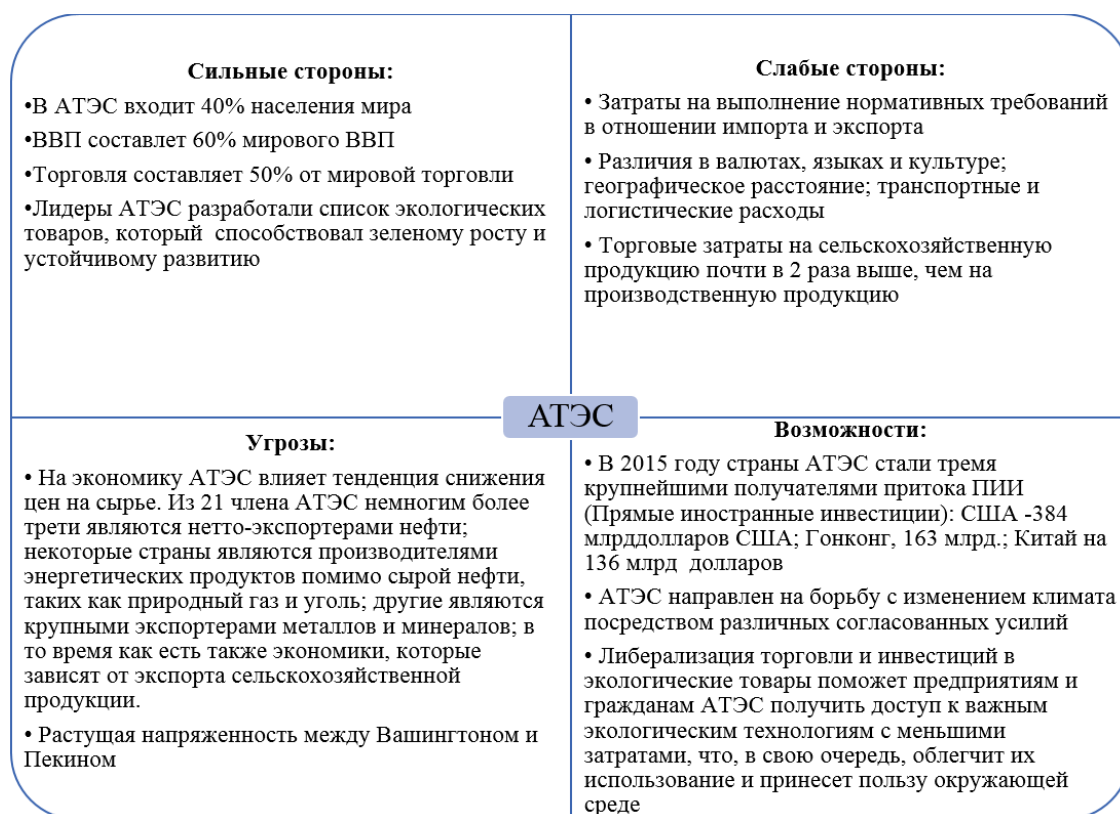 Сильные стороны:
•В АТЭС входит 40% населения мира
•ВВП составлет 60% мирового ВВП
•Торговля составляет 50% от мировой торговли
•Лидеры АТЭС разработали список экологических
товаров, который способствовал зеленому росту и
устойчивому развитию
Слабые стороны:
• Затраты на выполнение нормативных требований
в отношении импорта и экспорта
• Различия в валютах, языках и культуре;
географическое расстояние; транспортные и
логистические расходы
• Торговые затраты на сельскохозяйственную
продукцию почти в 2 раза выше, чем на
производственную продукцию
АТЭС
Угрозы:
• На экономику АТЭС влияет тенденция снижения
цен на сырье. Из 21 члена АТЭС немногим более
трети являются нетто-экспортерами нефти;
некоторые страны являются производителями
энергетических продуктов помимо сырой нефти,
таких как природный газ и уголь; другие являются
крупными экспортерами металлов и минералов; в
то время как есть также экономики, которые
зависят от экспорта сельскохозяйственной
продукции.
• Растущая напряженность между Вашингтоном и
Пекином
Возможности:
• В 2015 году страны АТЭС стали тремя
крупнейшими получателями притока ПИИ
(Прямые иностранные инвестиции): США -384
млрддолларов США; Гонконг, 163 млрд.; Китай на
136 млрд долларов
• АТЭС направлен на борьбу с изменением климата
посредством различных согласованных усилий
• Либерализация торговли и инвестиций в
экологические товары поможет предприятиям и
гражданам АТЭС получить доступ к важным
экологическим технологиям с меньшими
затратами, что, в свою очередь, облегчит их
использование и принесет пользу окружающей
среде